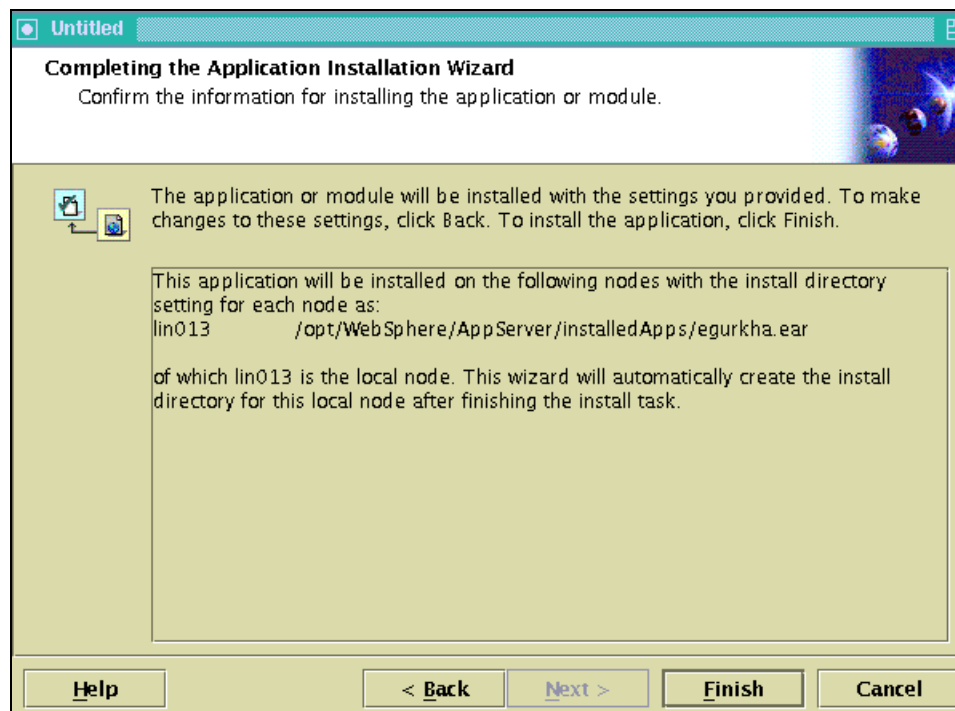 Untitled
Completing the Application Installation Wizard
Confirm the information for installing the application or module.
The application or module will be installed with the settings you provided. To make
changes to these settings, click Back. To install the application, click Finish.
This application will be installed on the following nodes with the install directory
setting for each node as:
lin013 /opt/WebSphere/AppServer/installedApps/egurkha.ear
of which lin013 is the local node. This wizard will automatically create the install
directory for this local node after finishing the install task.
Help < Back Next > Finish Cancel